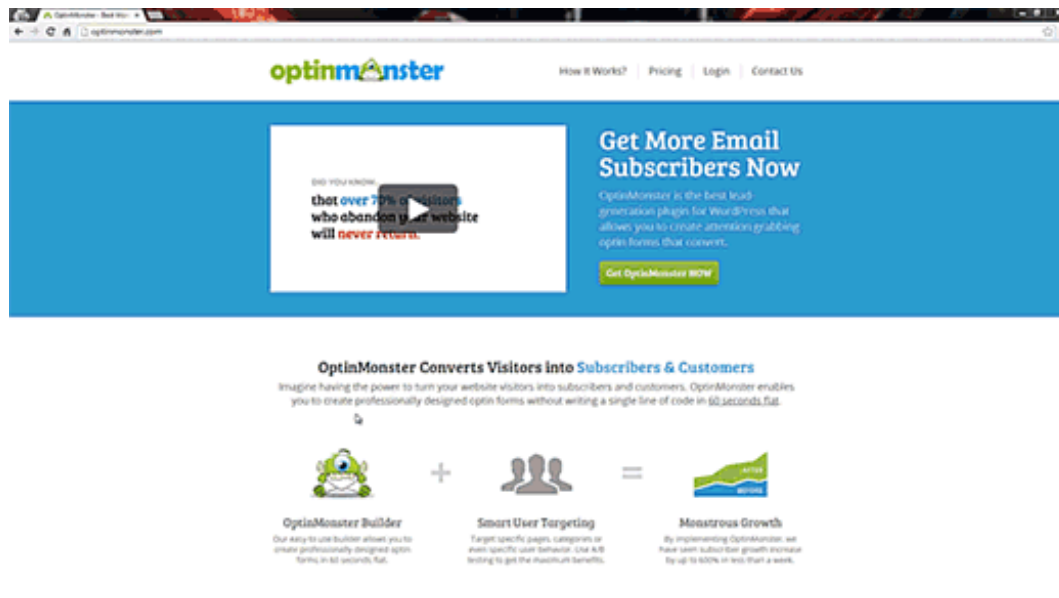 OptinMonster - Best Wor
optinmonster.com
optinmonster
How It Works?
Pricing
Login
Contact Us
DID YOU KNOW...
that over 70% of visitors
who abandon your website
will never return.
Get More Email
Subscribers Now
OptinMonster is the best lead-
generation plugin for WordPress that
allows you to create attention grabbing
optin forms that convert.
Get OptinMonster NOW
OptinMonster Converts Visitors into Subscribers & Customers
Imagine having the power to turn your website visitors into subscribers and customers. OptinMonster enables
you to create professionally designed optin forms without writing a single line of code in 60 seconds flat.
AFTER
BEFORE
OptinMonster Builder
Our easy to use builder allows you to
create professionally designed optin
forms in 60 seconds flat.
Smart User Targeting
Target specific pages, categories or
even specific user behavior. Use A/B
testing to get the maximum benefits.
Monstrous Growth
By implementing OptinMonster, we
have seen subscriber growth increase
by up to 600% in less than a week.